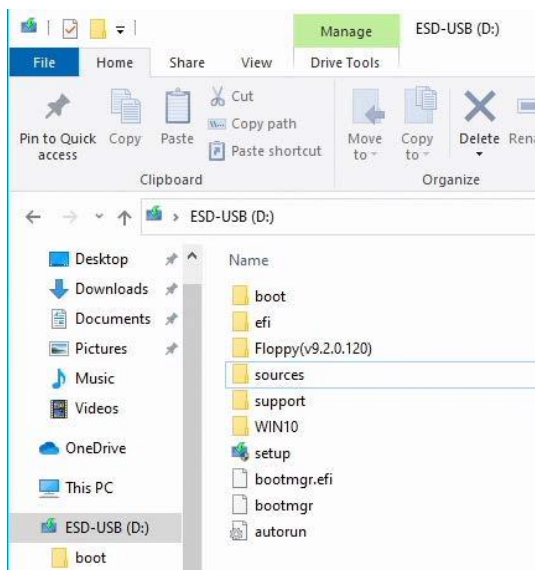 Manage ESD-USB (D:)
File Home Share View Drive Tools
Pin to Quick access
Copy
Paste
Cut
Copy path
Paste shortcut
Move to
Copy to
Delete
Clipboard
Organize
ESD-USB (D:)
Desktop
Downloads
Documents
Pictures
Music
Videos
OneDrive
This PC
ESD-USB (D:)
boot
Name
boot
efi
Floppy(v9.2.0.120)
sources
support
WIN10
setup
bootmgr.efi
bootmgr
autorun